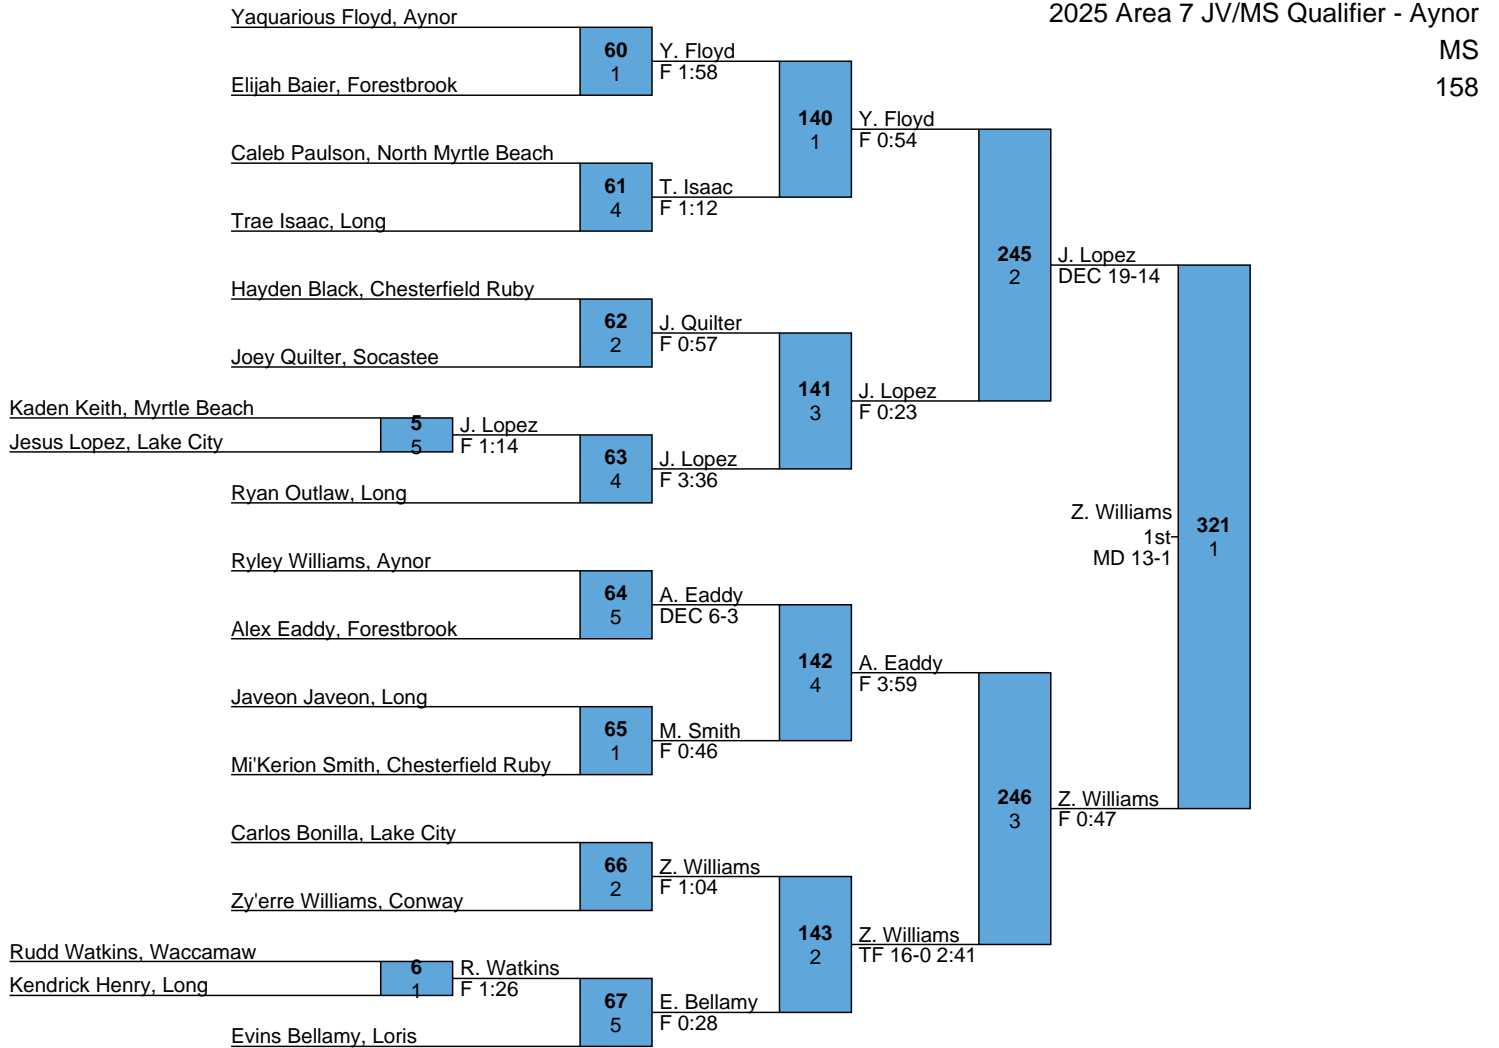 2025 Area 7 JV/MS Qualifier - Aynor
MS
158
Yaquarious Floyd, Aynor
60
1
Y. Floyd
F 1:58
Elijah Baier, Forestbrook
140
1
Y. Floyd
F 0:54
Caleb Paulson, North Myrtle Beach
61
4
T. Isaac
F 1:12
Trae Isaac, Long
245
2
J. Lopez
DEC 19-14
Hayden Black, Chesterfield Ruby
62
2
J. Quilter
F 0:57
Joey Quilter, Socastee
141
3
J. Lopez
F 0:23
Kaden Keith, Myrtle Beach
5
5
J. Lopez
F 1:14
Jesus Lopez, Lake City
63
4
J. Lopez
F 3:36
Ryan Outlaw, Long
Z. Williams
1st
MD 13-1
321
1
Ryley Williams, Aynor
64
5
A. Eaddy
DEC 6-3
Alex Eaddy, Forestbrook
142
4
A. Eaddy
F 3:59
Javeon Javeon, Long
65
1
M. Smith
F 0:46
Mi'Kerion Smith, Chesterfield Ruby
246
3
Z. Williams
F 0:47
Carlos Bonilla, Lake City
66
2
Z. Williams
F 1:04
Zy'erre Williams, Conway
143
2
Z. Williams
TF 16-0 2:41
Rudd Watkins, Waccamaw
6
1
R. Watkins
F 1:26
Kendrick Henry, Long
67
5
E. Bellamy
F 0:28
Evins Bellamy, Loris